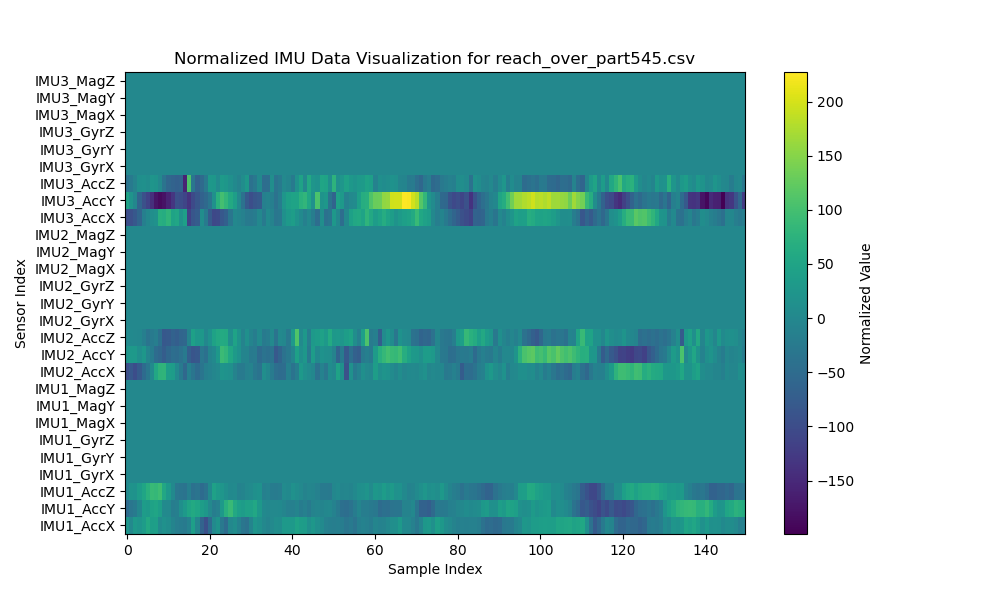 Normalized IMU Data Visualization for reach_over_part545.csv
IMU3_MagZ
IMU3_MagY
IMU3_MagX
IMU3_GyrZ
IMU3_GyrY
IMU3_GyrX
IMU3_AccZ
IMU3_AccY
IMU3_AccX
IMU2_MagZ
IMU2_MagY
IMU2_MagX
IMU2_GyrZ
IMU2_GyrY
IMU2_GyrX
IMU2_AccZ
IMU2_AccY
IMU2_AccX
IMU1_MagZ
IMU1_MagY
IMU1_MagX
IMU1_GyrZ
IMU1_GyrY
IMU1_GyrX
IMU1_AccZ
IMU1_AccY
IMU1_AccX
Sensor Index
0 20 40 60 80 100 120 140
Sample Index
200
150
100
50
0
−50
−100
−150
Normalized Value